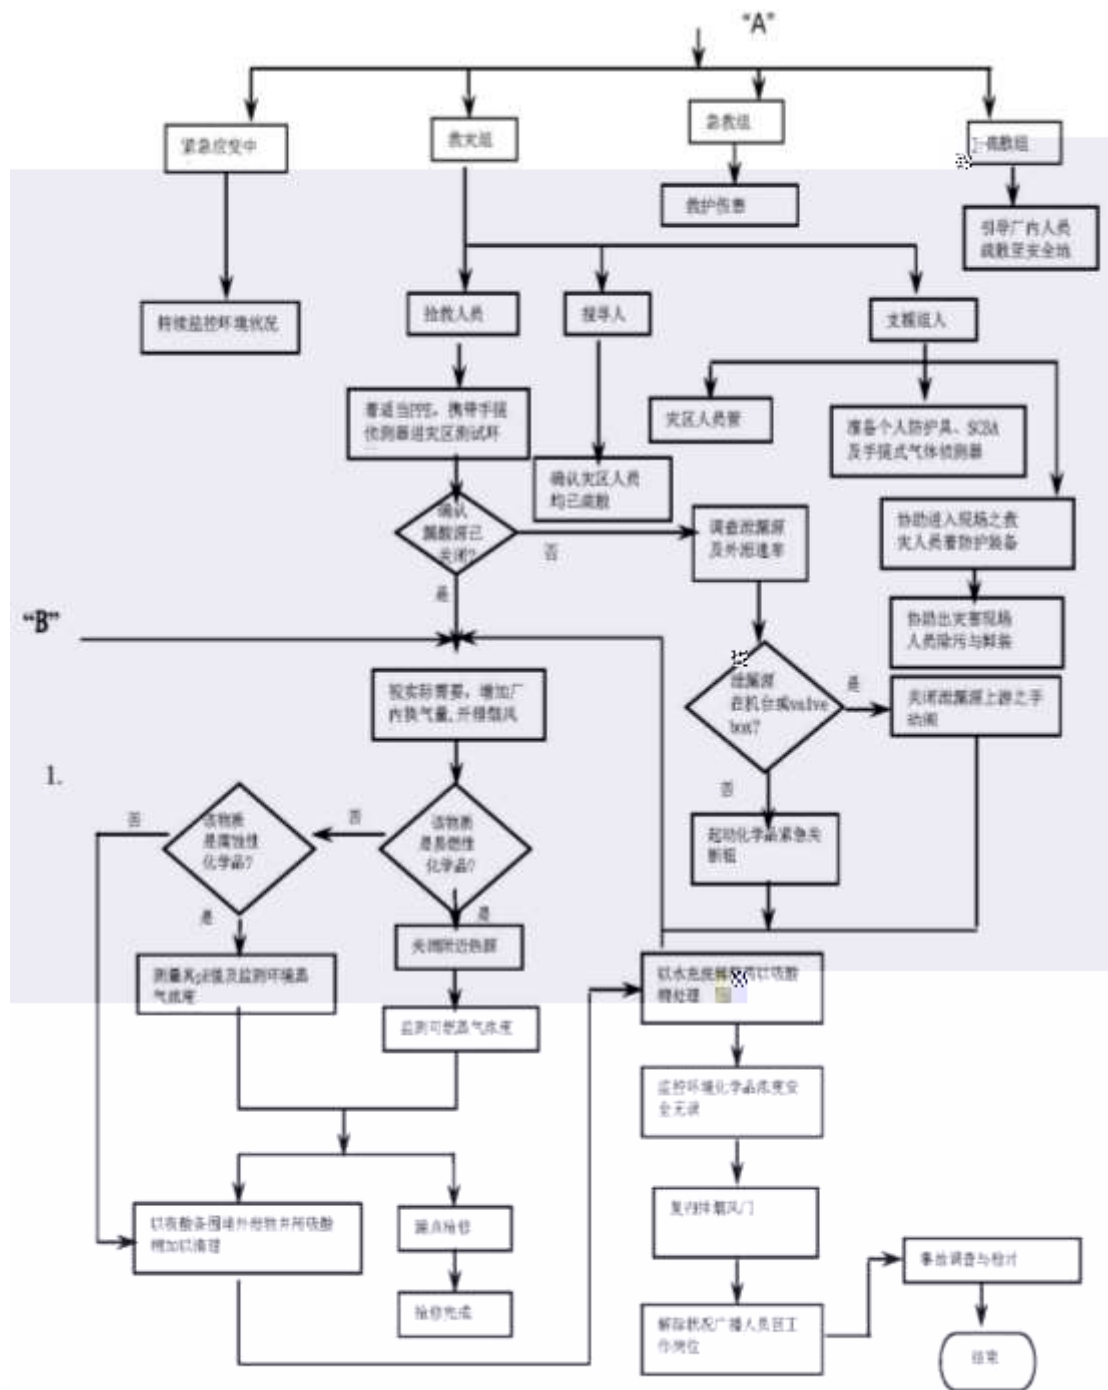 “A”
紧急应变中
救灾组
急救组
疏散组
救护伤患
引导厂内人员
疏散至安全地
持续监控环境状况
抢救人员
搜寻人
支援组人
着适当PPE，携带手提
侦测器进灾区测试环
灾区人员管
准备个人防护具、SCBA
及手提式气体侦测器
确认灾区人员
均已疏散
确认
漏酸源已
关闭?
否
是
调查泄漏源
及外泄速率
协助进入现场之救
灾人员着防护装备
协助出灾害现场
人员除污与卸装
“B”
视实际需要，增加厂
内换气量,开排烟风
泄漏源
在机台或valve
box?
是
关闭泄漏源上游之手
动阀
否
1.
该物质
是腐蚀性
化学品?
否
否
该物质
是易燃性
化学品?
起动化学品紧急关
断钮
是
是
关闭附近热源
测量其pH值及监测环境蒸
气浓度
监测可燃蒸气浓度
以水
以吸酸
棉处理
监控环境化学品浓度安
全无误
以吸酸
围堵外泄物并用吸酸
棉加以清理
漏点检修
排烟风门
检修完成
解除状况广播人员回工
作岗位
事故调查与检讨
结束